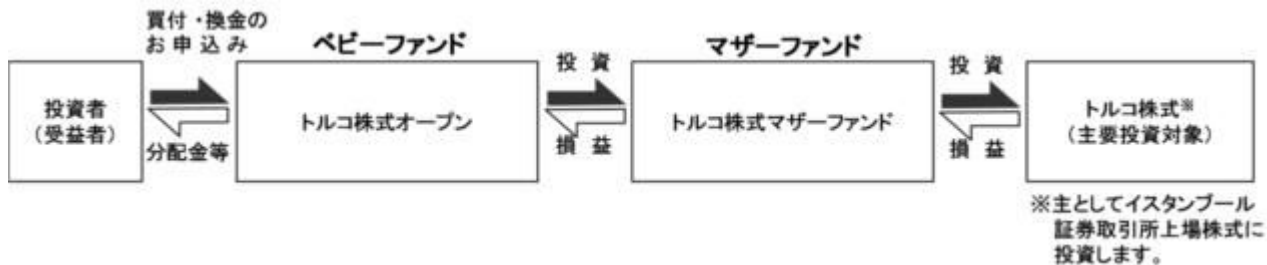 買付・換金の
お申込み
ベビーファンド
マザーファンド
投資
投資
投資者
(受益者)
トルコ株式オープン
トルコ株式マザーファンド
トルコ株式※
(主要投資対象)
分配金等
損益
損益
※主としてイスタンブール
証券取引所上場株式に
投資します。